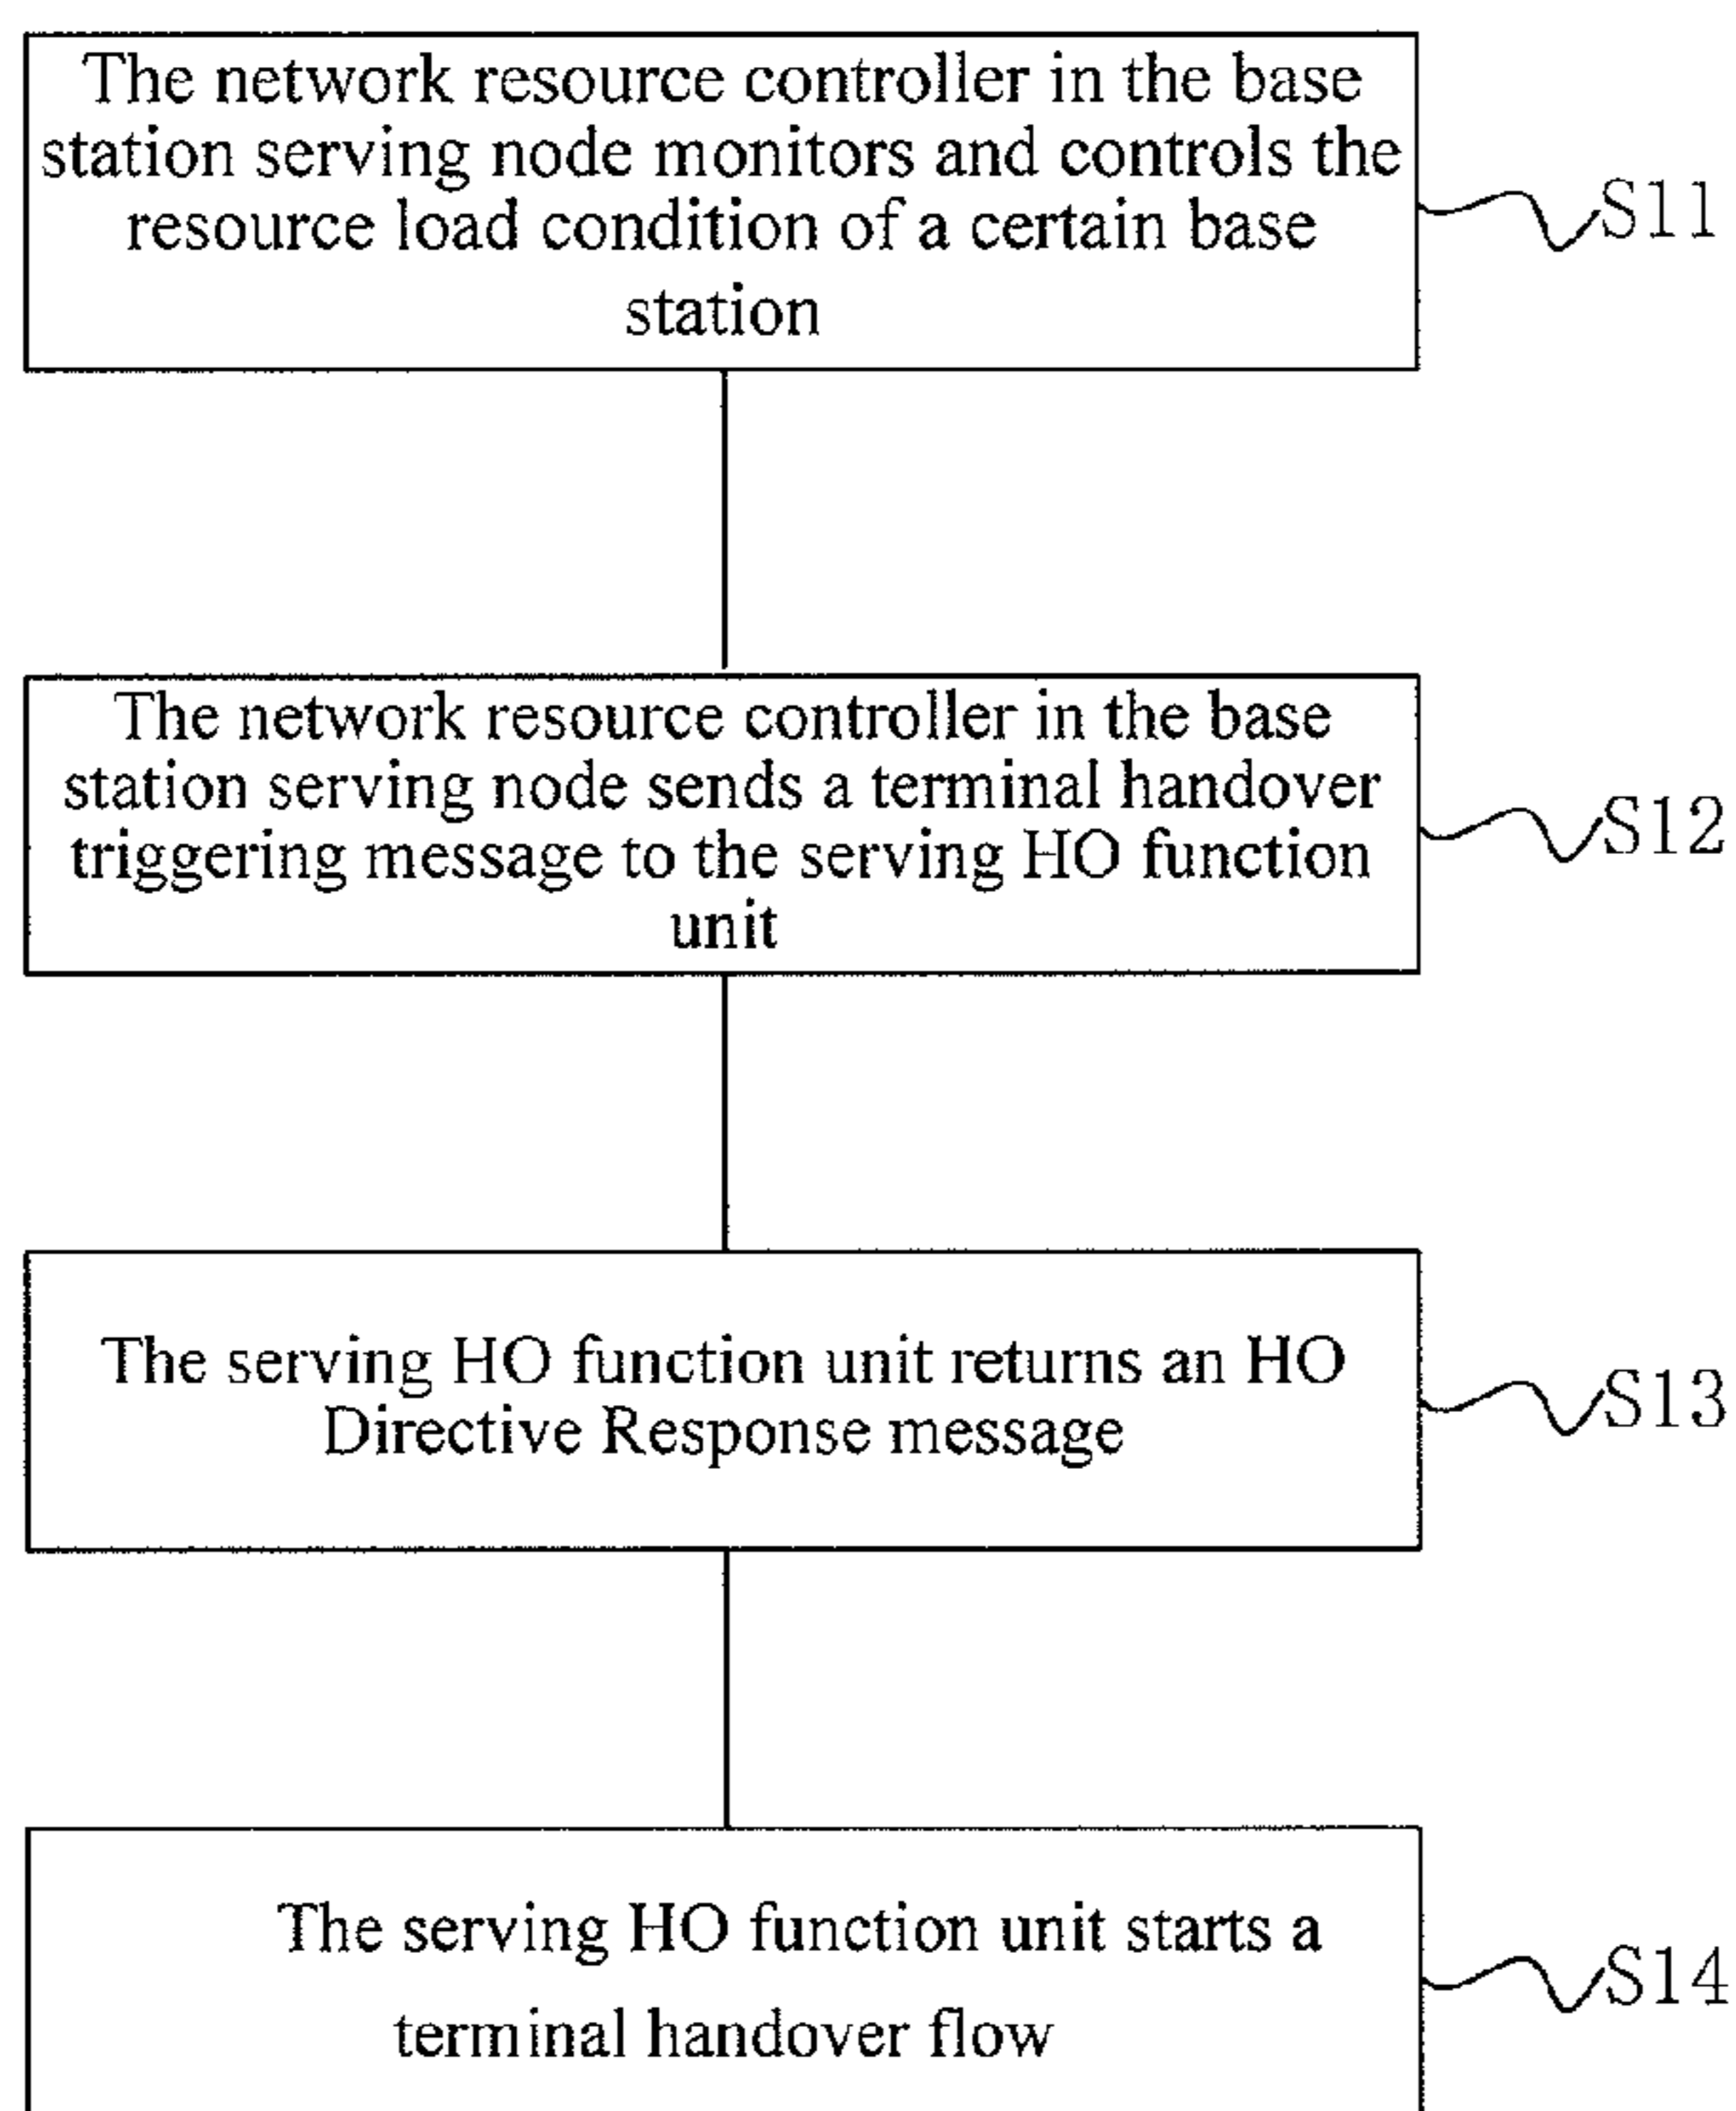 The network resource controller in the base
station serving node monitors and controls the
resource load condition of a certain base
station
S11
The network resource controller in the base
station serving node sends a terminal handover
triggering message to the serving HO function
unit
S12
The serving HO function unit returns an HO
Directive Response message
S13
The serving HO function unit starts a
terminal handover flow
S14